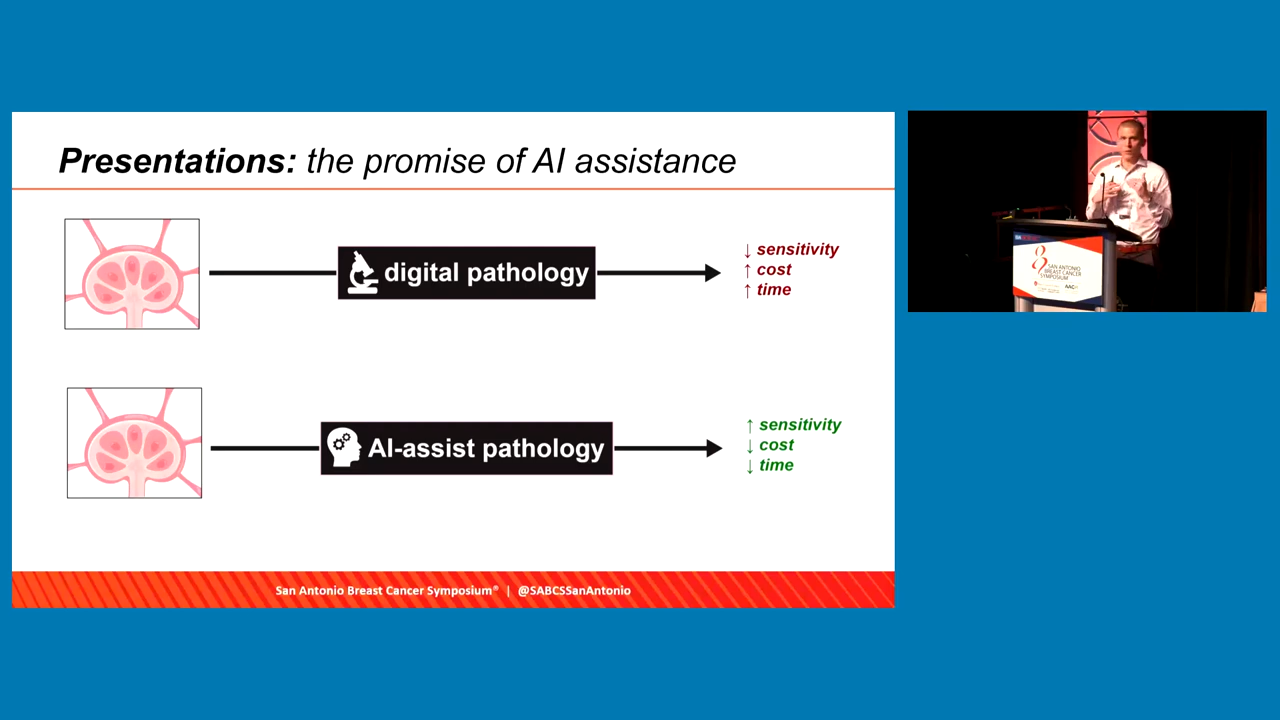 Presentations: the promise of AI assistance
digital pathology
↓ sensitivity
↑ cost
↑ time
AI-assist pathology
↑ sensitivity
↓ cost
↓ time
San Antonio Breast Cancer Symposium® | @SABCSSanAntonio
SAN ANTONIO
BREAST CANCER
SYMPOSIUM